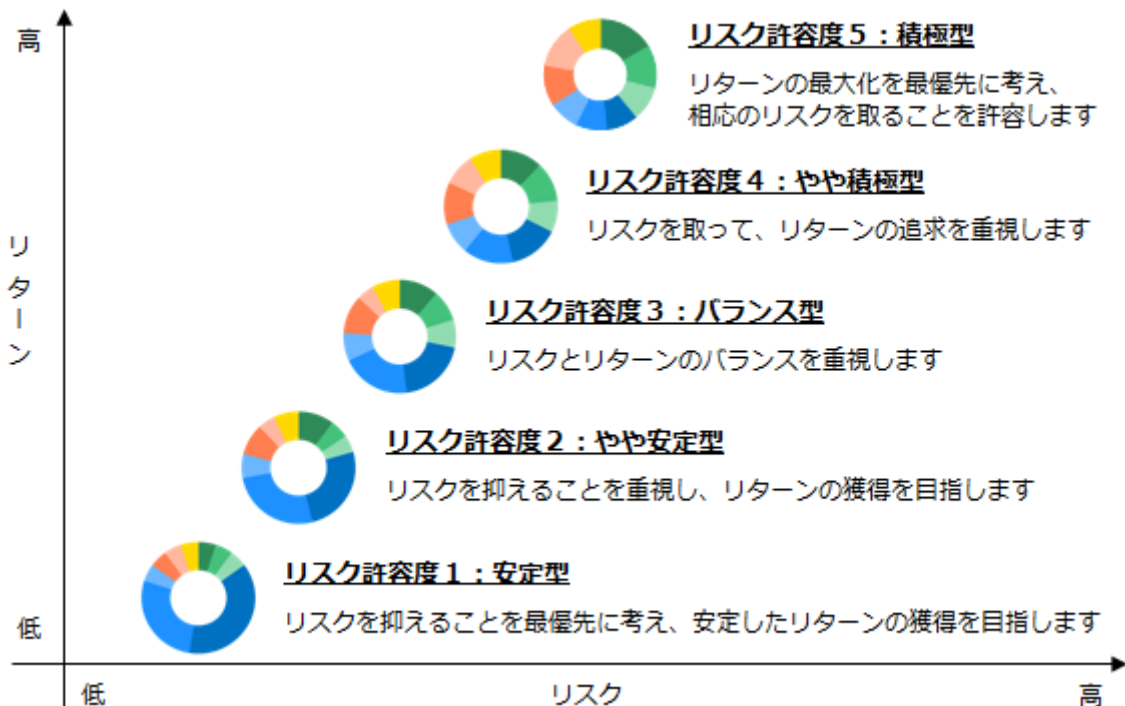 高
リスク許容度５：積極型
リターンの最大化を最優先に考え、
相応のリスクを取ることを許容します
リスク許容度４：やや積極型
リスクを取って、リターンの追求を重視します
リターン
リスク許容度３：バランス型
リスクとリターンのバランスを重視します
リスク許容度２：やや安定型
リスクを抑えることを重視し、リターンの獲得を目指します
リスク許容度１：安定型
リスクを抑えることを最優先に考え、安定したリターンの獲得を目指します
低
低
リスク
高